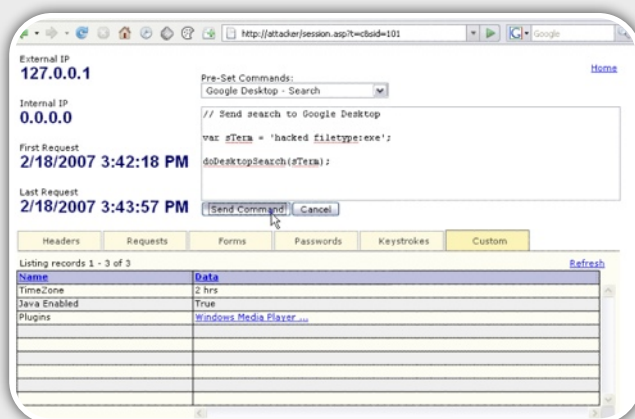 http://attacker/session.asp?t=c&sid=101
Google
External IP
127.0.0.1
Home
Pre-Set Commands:
Google Desktop - Search
Internal IP
0.0.0.0
// Send search to Google Desktop
var sTerm = 'hacked filetype:exe';
doDesktopSearch(sTerm);
First Request
2/18/2007 3:42:18 PM
Last Request
2/18/2007 3:43:57 PM
Send Command
Cancel
Headers Requests Forms Passwords Keystrokes Custom
Listing records 1 - 3 of 3
Refresh
Name Data
TimeZone 2 hrs
Java Enabled True
Plugins Windows Media Player ...